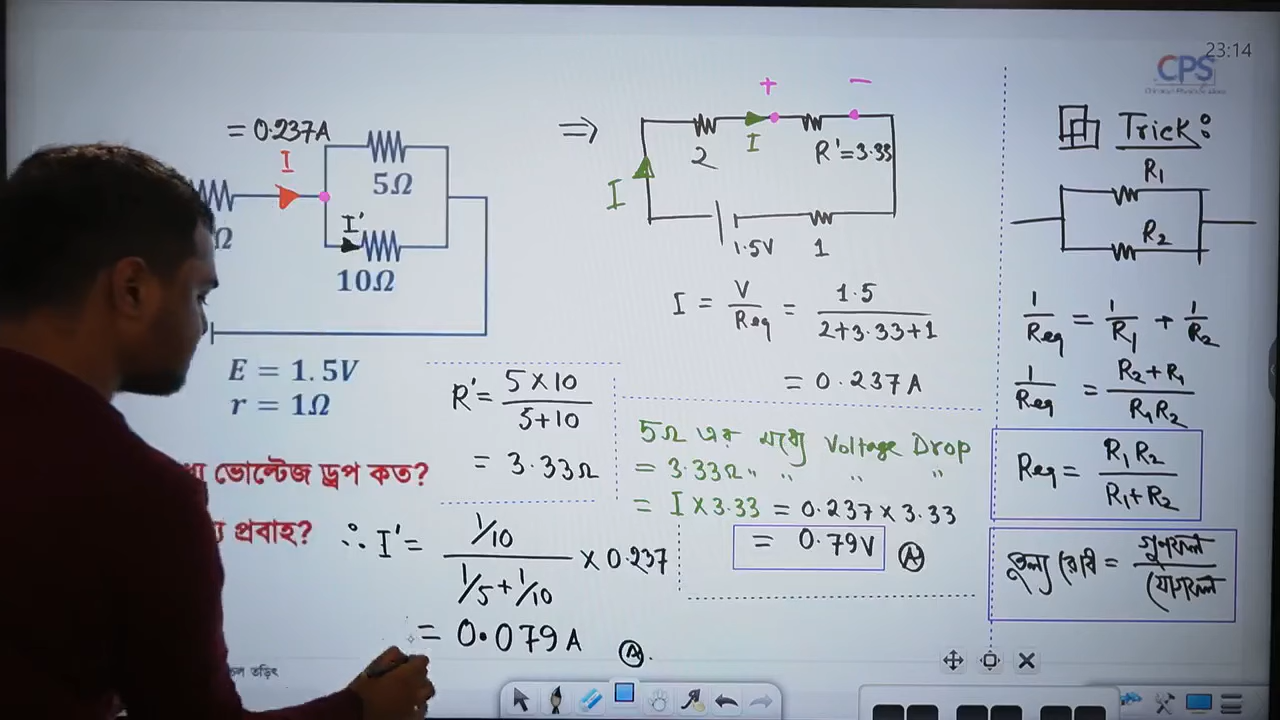 23:14
CPS
= 0.237A
I
5Ω
I'
10Ω
Ω
E = 1.5V
r = 1Ω
ভোল্টেজ ড্রপ কত?
প্রবাহ?
R' = 5×10 / 5+10
= 3.33Ω
∴ I' = 1/10 / 1/5 + 1/10 × 0.237
= 0.079 A
Ⓐ.
⇒
+ −
2
I
R' = 3.33
I
1.5V
1
I = V/Req = 1.5 / 2+3.33+1
= 0.237 A
5Ω এর মধ্যে Voltage Drop
= 3.33Ω " " " "
= I × 3.33 = 0.237 × 3.33
= 0.79V Ⓐ
Trick:
R₁
R₂
1/Req = 1/R₁ + 1/R₂
1/Req = R₂+R₁ / R₁R₂
Req = R₁R₂ / R₁+R₂
তুল্য রোধ = গুণফল / যোগফল
তড়িৎ